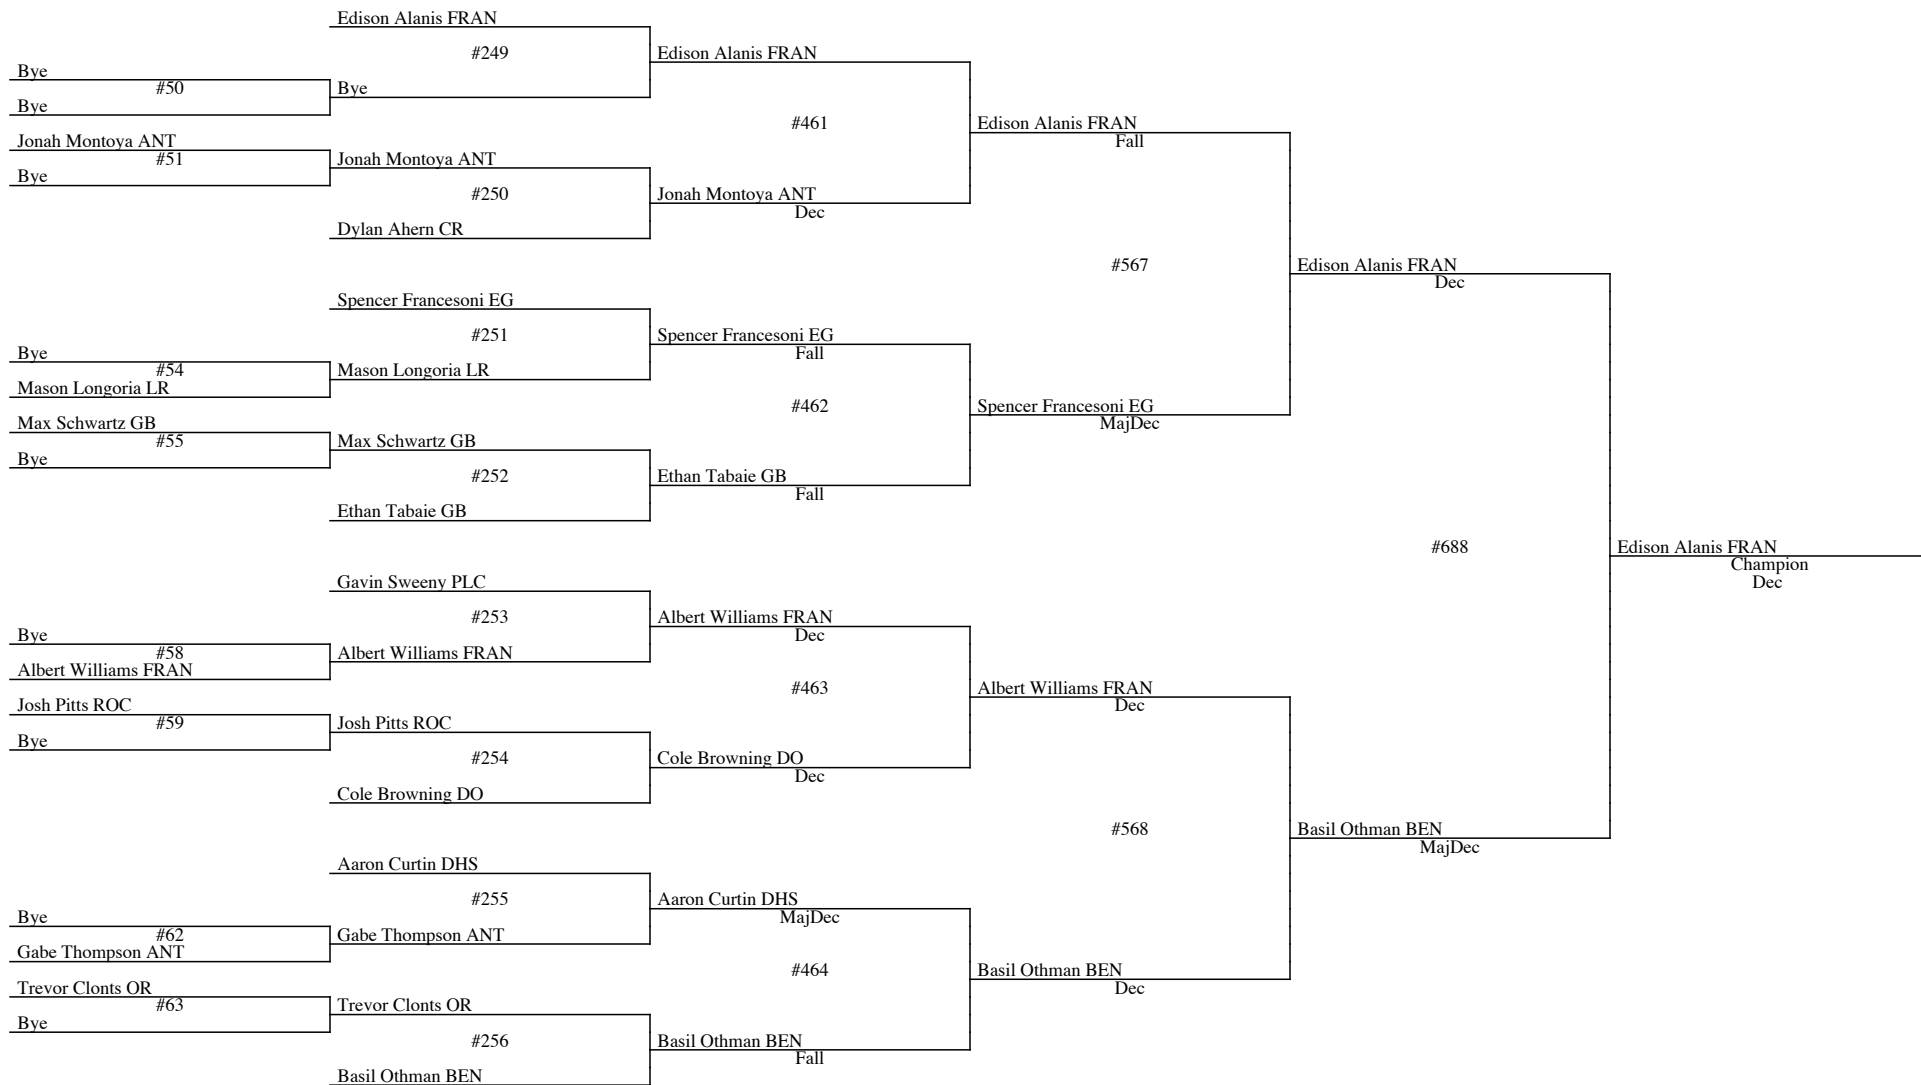 Edison Alanis FRAN
#249
Edison Alanis FRAN
Bye
#50
Bye
Bye
Jonah Montoya ANT
#461
Edison Alanis FRAN
Fall
#51
Jonah Montoya ANT
Bye
#250
Jonah Montoya ANT
Dec
Dylan Ahern CR
#567
Edison Alanis FRAN
Dec
Spencer Francesoni EG
#251
Spencer Francesoni EG
Fall
Bye
#54
Mason Longoria LR
Mason Longoria LR
#462
Spencer Francesoni EG
MajDec
Max Schwartz GB
#55
Max Schwartz GB
Bye
#252
Ethan Tabaie GB
Fall
Ethan Tabaie GB
#688
Edison Alanis FRAN
Champion
Dec
Gavin Sweeny PLC
#253
Albert Williams FRAN
Dec
Bye
#58
Albert Williams FRAN
Albert Williams FRAN
#463
Albert Williams FRAN
Dec
Josh Pitts ROC
#59
Josh Pitts ROC
Bye
#254
Cole Browning DO
Dec
Cole Browning DO
#568
Basil Othman BEN
MajDec
Aaron Curtin DHS
#255
Aaron Curtin DHS
MajDec
Bye
#62
Gabe Thompson ANT
Gabe Thompson ANT
#464
Basil Othman BEN
Dec
Trevor Clonts OR
#63
Trevor Clonts OR
Bye
#256
Basil Othman BEN
Fall
Basil Othman BEN